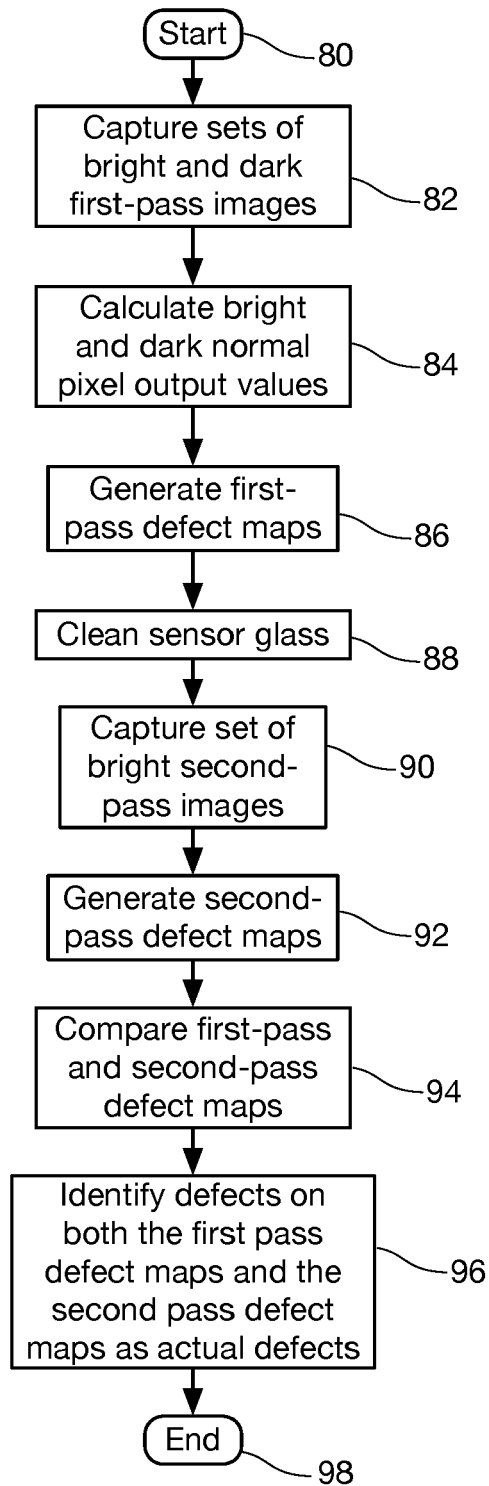 Start
80
Capture sets of
bright and dark
first-pass images
82
Calculate bright
and dark normal
pixel output values
84
Generate first-
pass defect maps
86
Clean sensor glass
88
Capture set of
bright second-
pass images
90
Generate second-
pass defect maps
92
Compare first-pass
and second-pass
defect maps
94
Identify defects on
both the first pass
defect maps and the
second pass defect
maps as actual defects
96
End
98